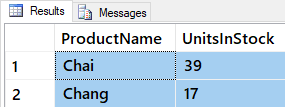 Results Messages
ProductName UnitsInStock
1 Chai 39
2 Chang 17